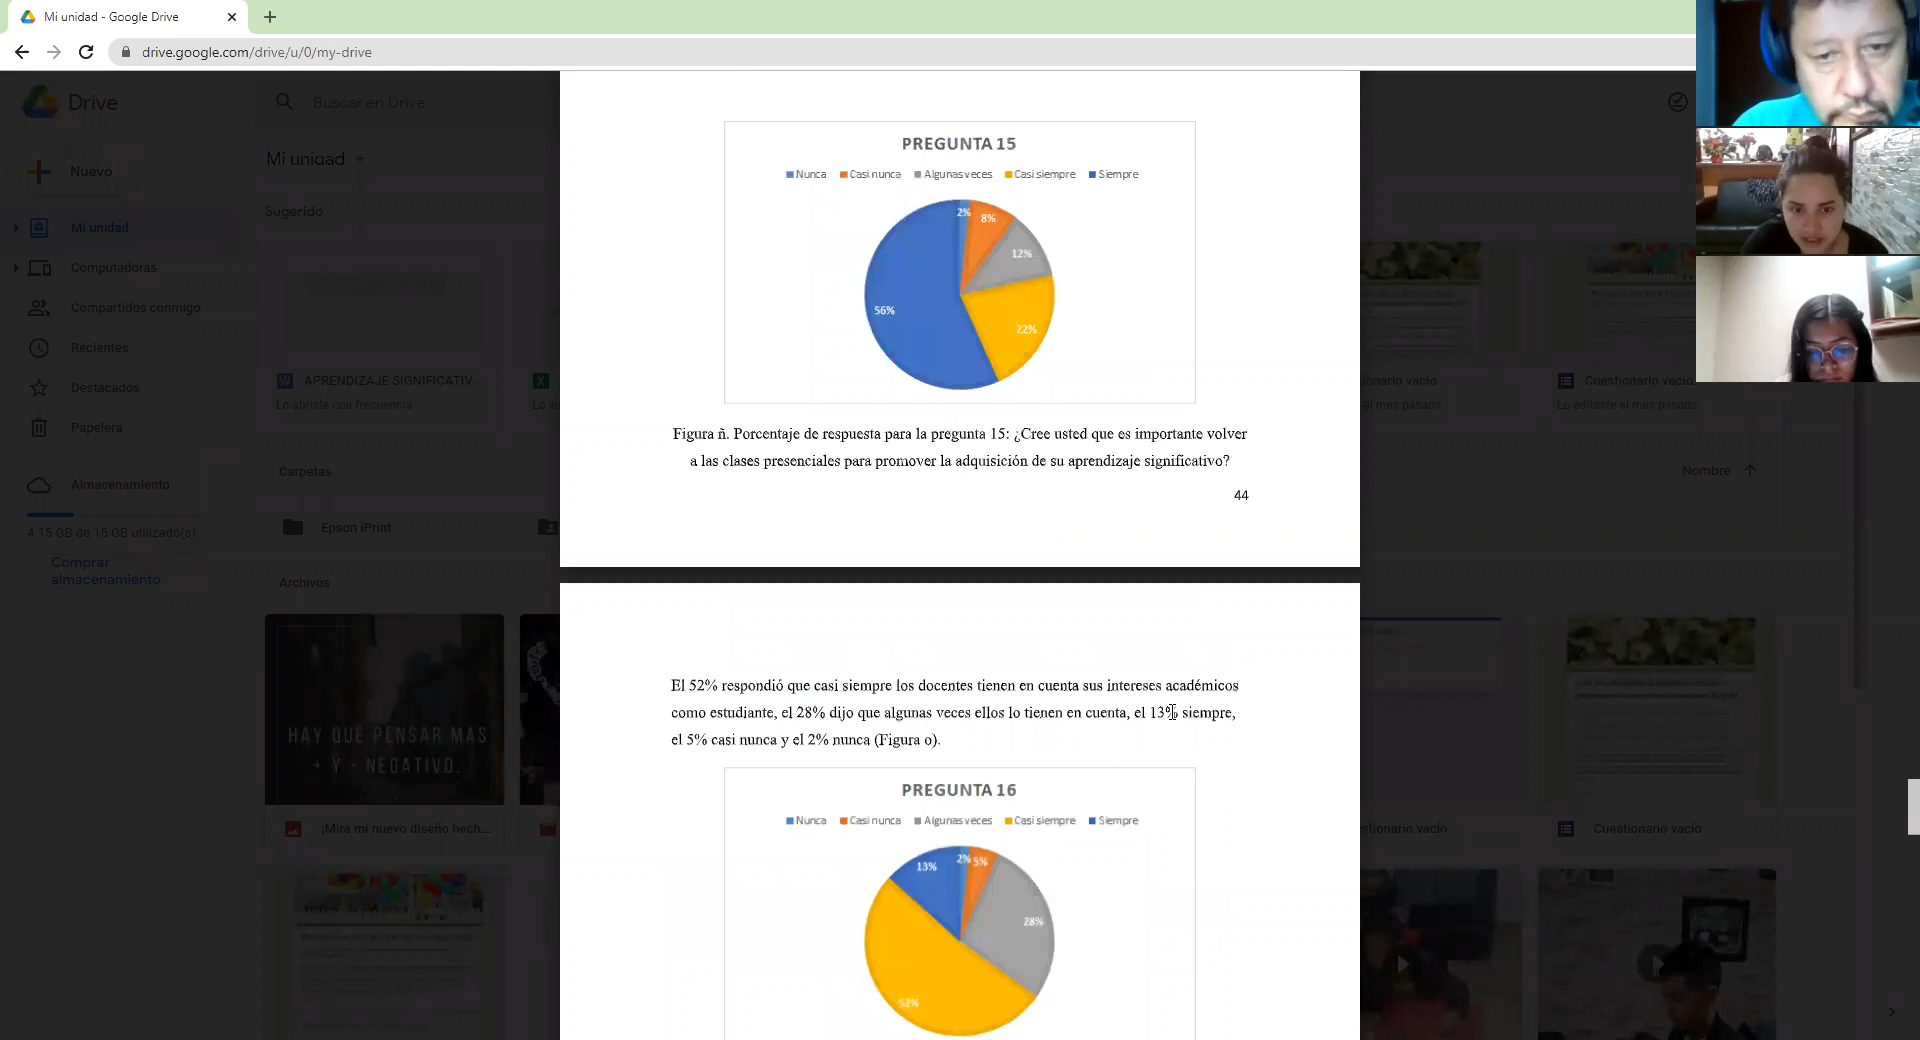 Mi unidad - Google Drive
drive.google.com/drive/u/0/my-drive
Drive
Buscar en Drive
Nuevo
Mi unidad
Computadoras
Compartidos conmigo
Recientes
Destacados
Papelera
Almacenamiento
4.15 GB de 15 GB utilizado(s)
Comprar
almacenamiento
Mi unidad
Sugerido
APRENDIZAJE SIGNIFICATIV...
Lo abriste con frecuencia
Carpetas
Epson iPrint
Archivos
HAY QUE PENSAR MAS
+ Y - NEGATIVO.
¡Mira mi nuevo diseño hech...
PREGUNTA 15
Nunca Casi nunca Algunas veces Casi siempre Siempre
2%
8%
12%
22%
56%
Figura ñ. Porcentaje de respuesta para la pregunta 15: ¿Cree usted que es importante volver
a las clases presenciales para promover la adquisición de su aprendizaje significativo?
44
El 52% respondió que casi siempre los docentes tienen en cuenta sus intereses académicos
como estudiante, el 28% dijo que algunas veces ellos lo tienen en cuenta, el 13% siempre,
el 5% casi nunca y el 2% nunca (Figura o).
PREGUNTA 16
Nunca Casi nunca Algunas veces Casi siempre Siempre
2%
5%
13%
28%
52%
Cuestionario vacío
Lo editaste el mes pasado
Nombre
Cuestionario vacío